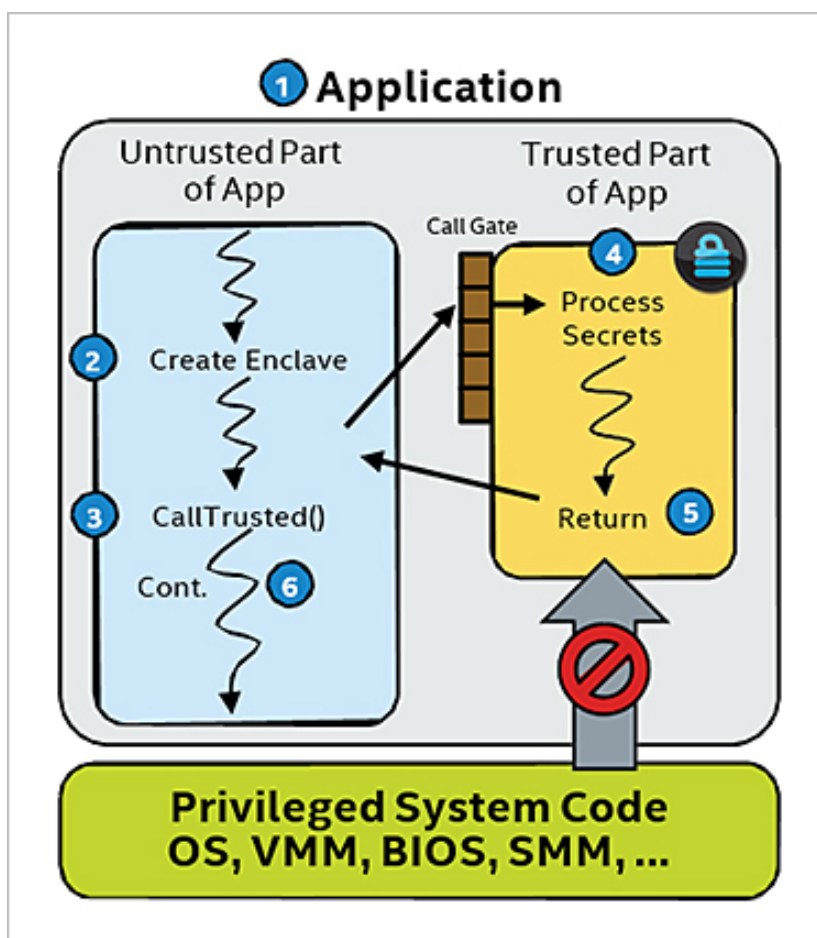 1 Application
Untrusted Part
of App
Trusted Part
of App
Call Gate
2 Create Enclave
3 CallTrusted()
Cont. 6
4
Process
Secrets
Return 5
Privileged System Code
OS, VMM, BIOS, SMM, ...